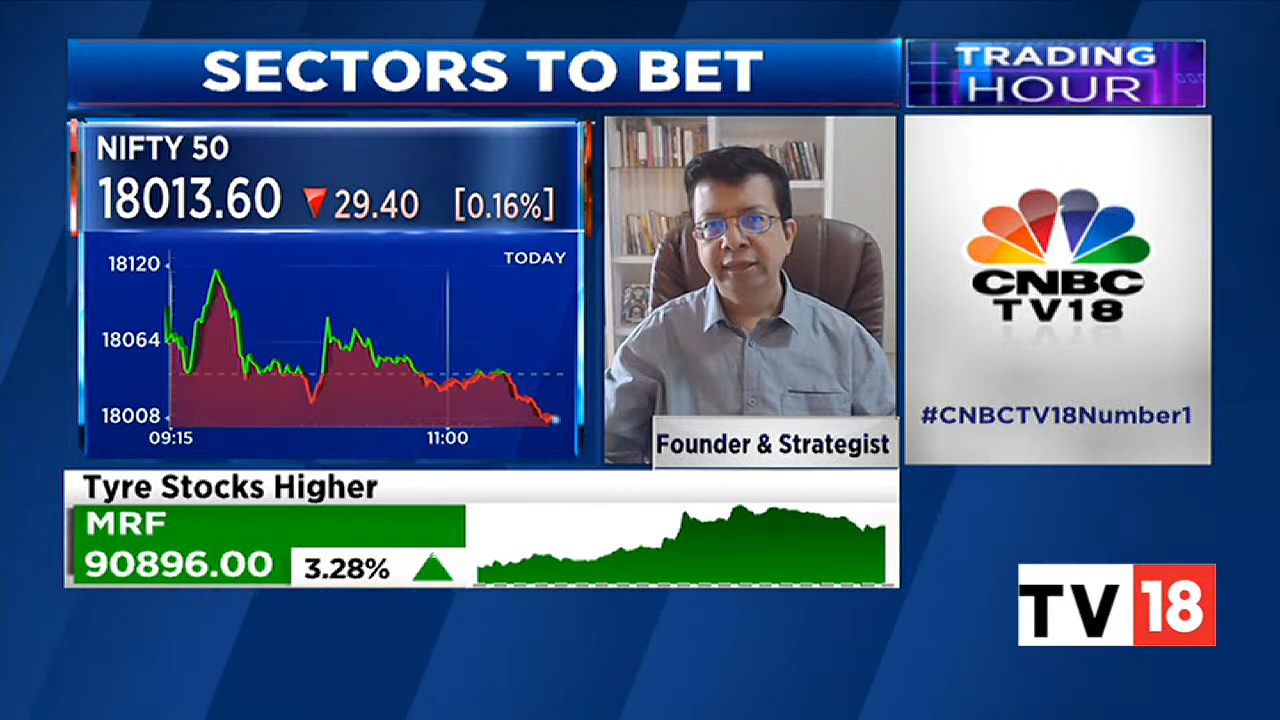 SECTORS TO BET
TRADING
HOUR
NIFTY 50
18013.60 ▼ 29.40 [0.16%]
TODAY
18120
18064
18008
09:15 11:00
Founder & Strategist
CNBC
TV18
#CNBCTV18Number1
Tyre Stocks Higher
MRF
90896.00 3.28% ▲
TV18